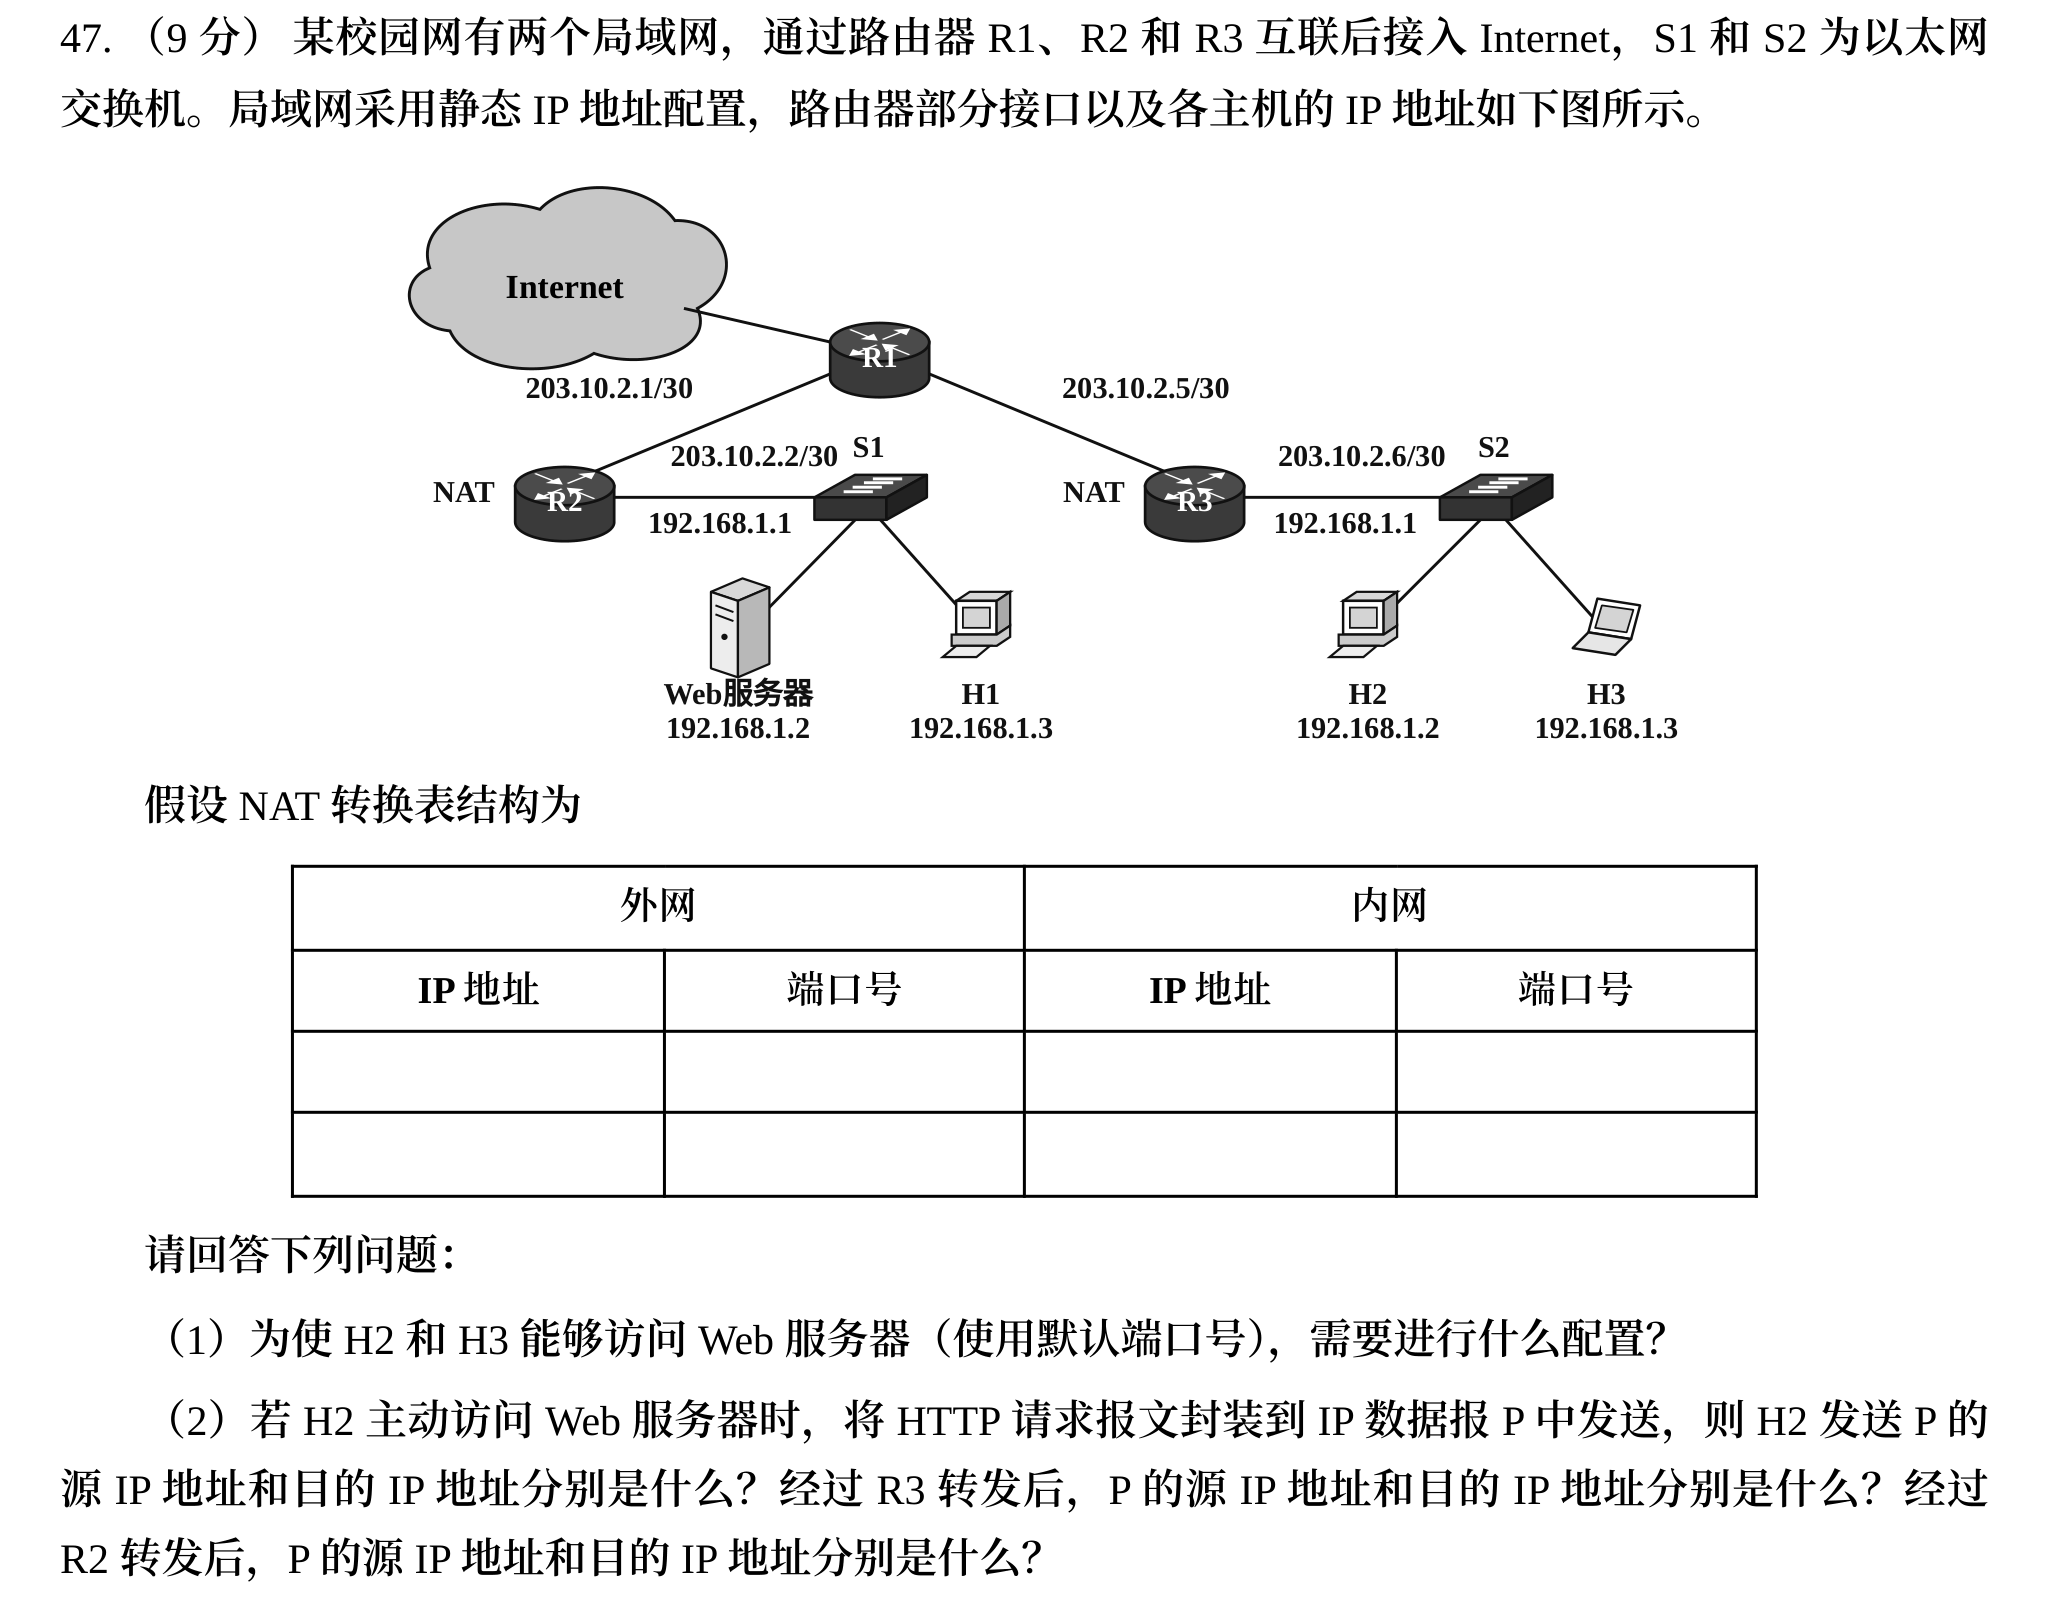 47. （9 分） 某校园网有两个局域网，通过路由器 R1、R2 和 R3 互联后接入 Internet，S1 和 S2 为以太网
交换机。局域网采用静态 IP 地址配置，路由器部分接口以及各主机的 IP 地址如下图所示。
Internet
R1
203.10.2.1/30
203.10.2.5/30
203.10.2.2/30
S1
203.10.2.6/30
S2
NAT
R2
NAT
R3
192.168.1.1
192.168.1.1
Web服务器
H1
H2
H3
192.168.1.2
192.168.1.3
192.168.1.2
192.168.1.3
假设 NAT 转换表结构为
外网
内网
IP 地址
端口号
IP 地址
端口号
请回答下列问题：
（1）为使 H2 和 H3 能够访问 Web 服务器（使用默认端口号），需要进行什么配置？
（2）若 H2 主动访问 Web 服务器时，将 HTTP 请求报文封装到 IP 数据报 P 中发送，则 H2 发送 P 的
源 IP 地址和目的 IP 地址分别是什么？经过 R3 转发后，P 的源 IP 地址和目的 IP 地址分别是什么？经过
R2 转发后，P 的源 IP 地址和目的 IP 地址分别是什么？